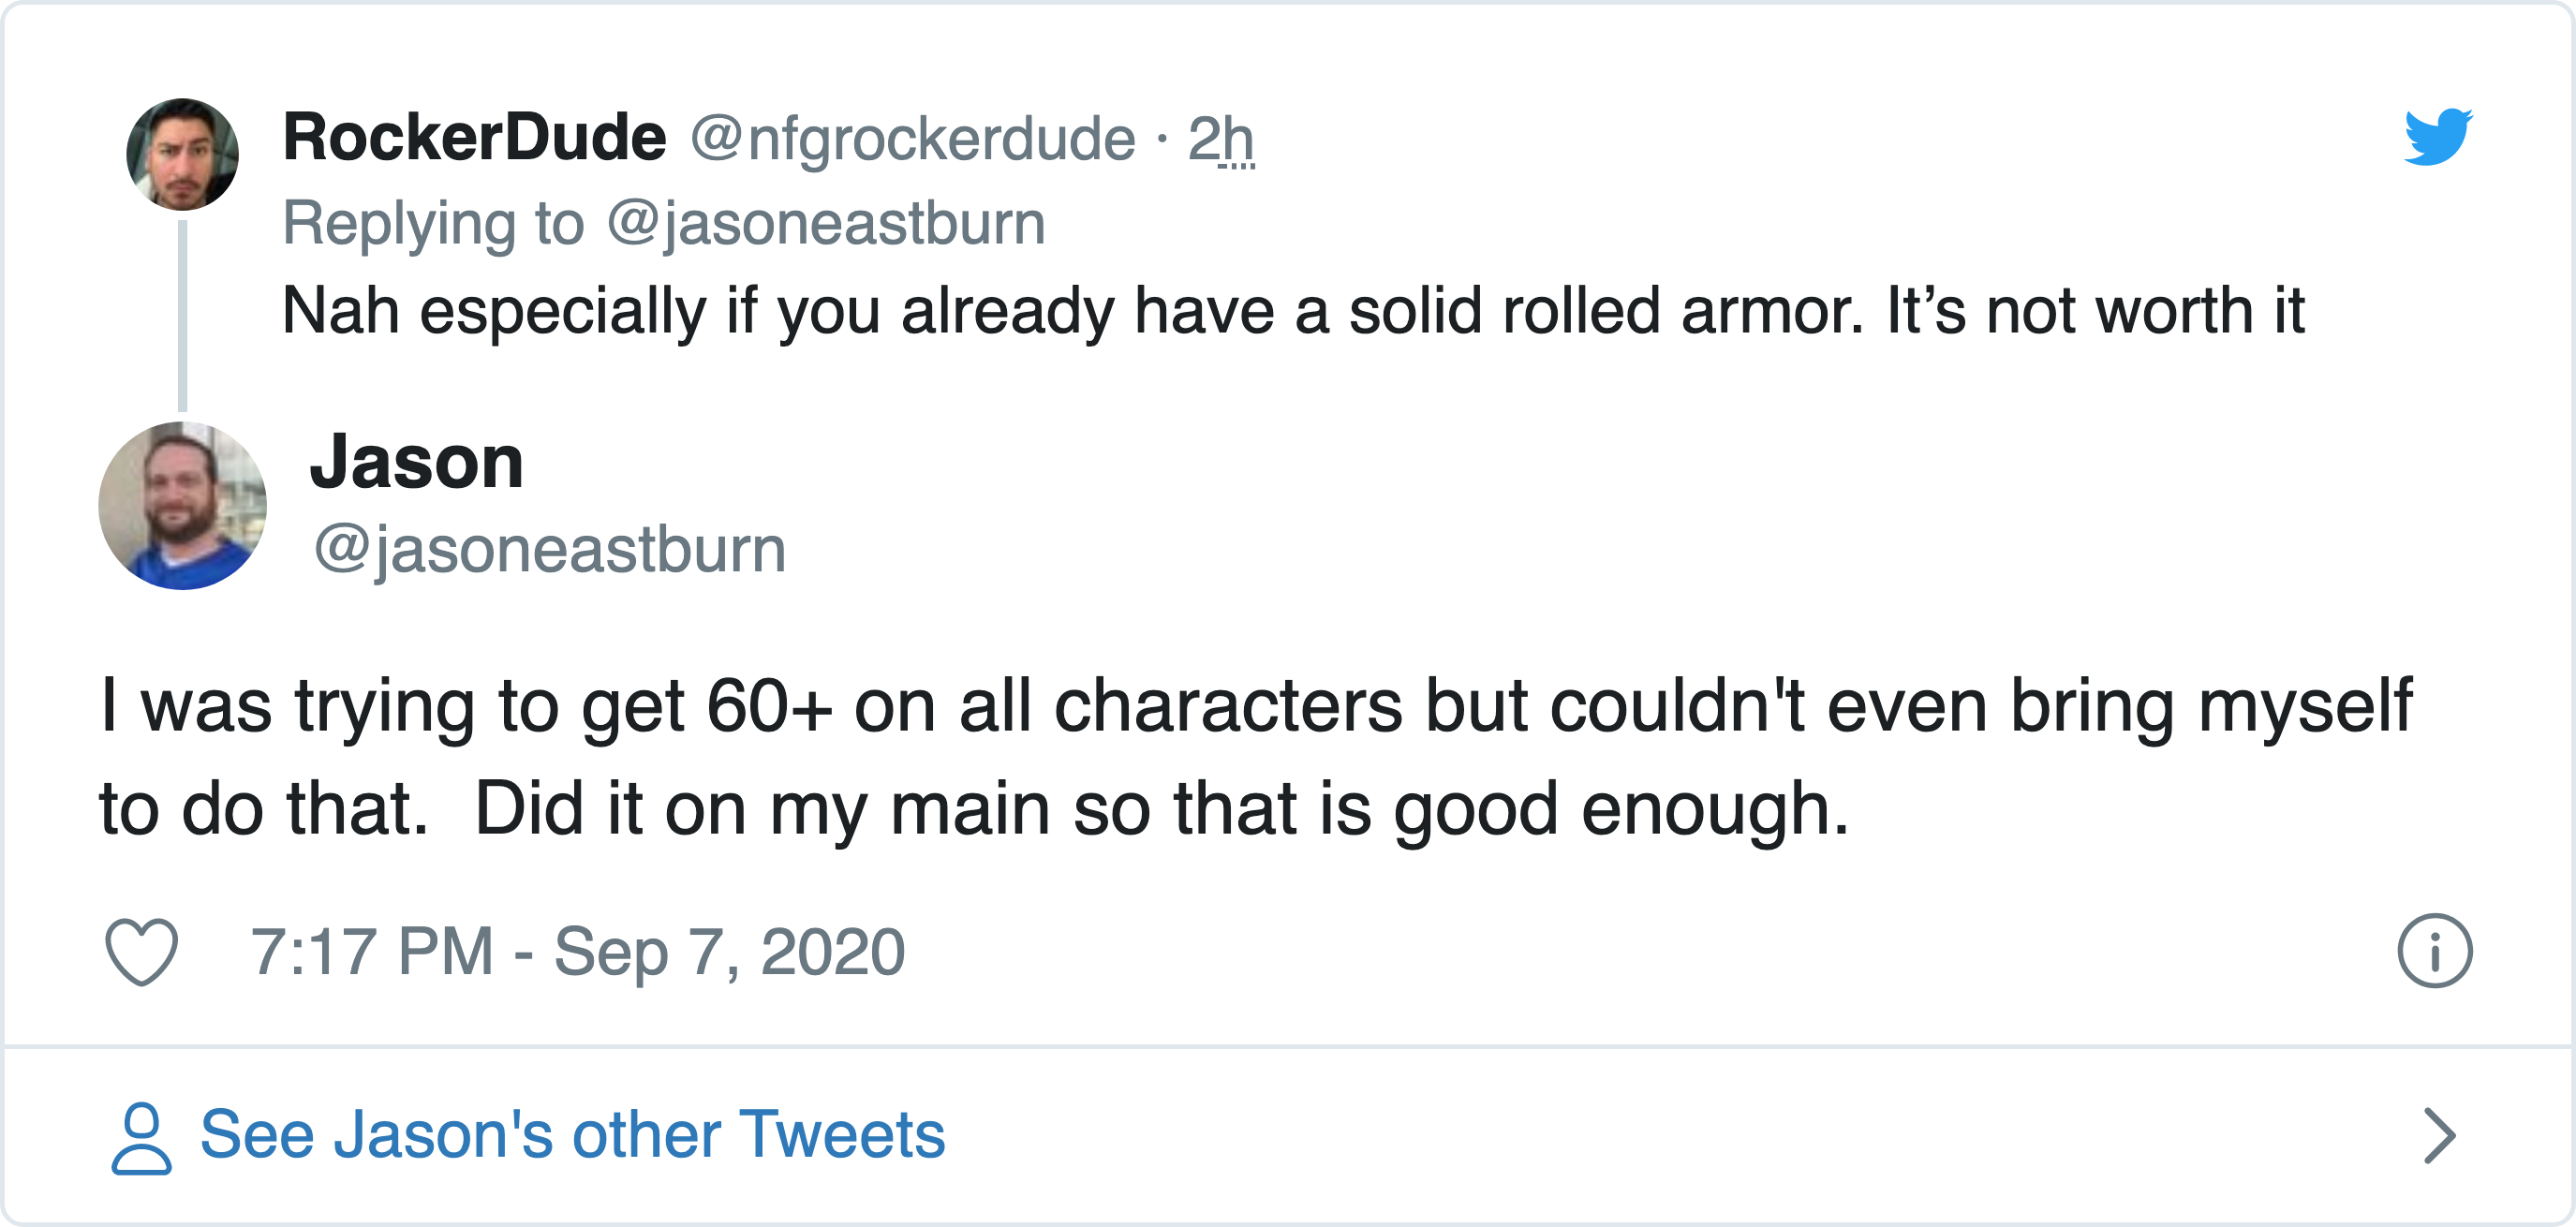 RockerDude @nfgrockerdude · 2h
Replying to @jasoneastburn
Nah especially if you already have a solid rolled armor. It’s not worth it
Jason
@jasoneastburn
I was trying to get 60+ on all characters but couldn't even bring myself
to do that.  Did it on my main so that is good enough.
7:17 PM - Sep 7, 2020
See Jason's other Tweets